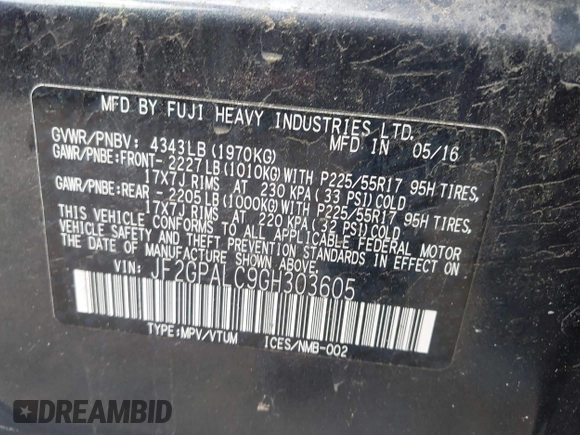 MFD BY FUJI HEAVY INDUSTRIES LTD.
GVWR/PNBV: 4343LB (1970KG) MFD IN 05/16
GAWR/PNBE:FRONT- 2227LB(1010KG)WITH P225/55R17 95H TIRES,
17X7J RIMS AT 230 KPA(33 PSI)COLD
GAWR/PNBE:REAR - 2205LB(1000KG)WITH P225/55R17 95H TIRES,
17X7J RIMS AT 220 KPA(32 PSI)COLD
THIS VEHICLE CONFORMS TO ALL APPLICABLE FEDERAL MOTOR
VEHICLE SAFETY AND THEFT PREVENTION STANDARDS IN EFFECT ON
THE DATE OF MANUFACTURE SHOWN ABOVE.
VIN: JF2GPALC9GH303605
TYPE:MPV/VTUM ICES/NMB-002
DREAMBID